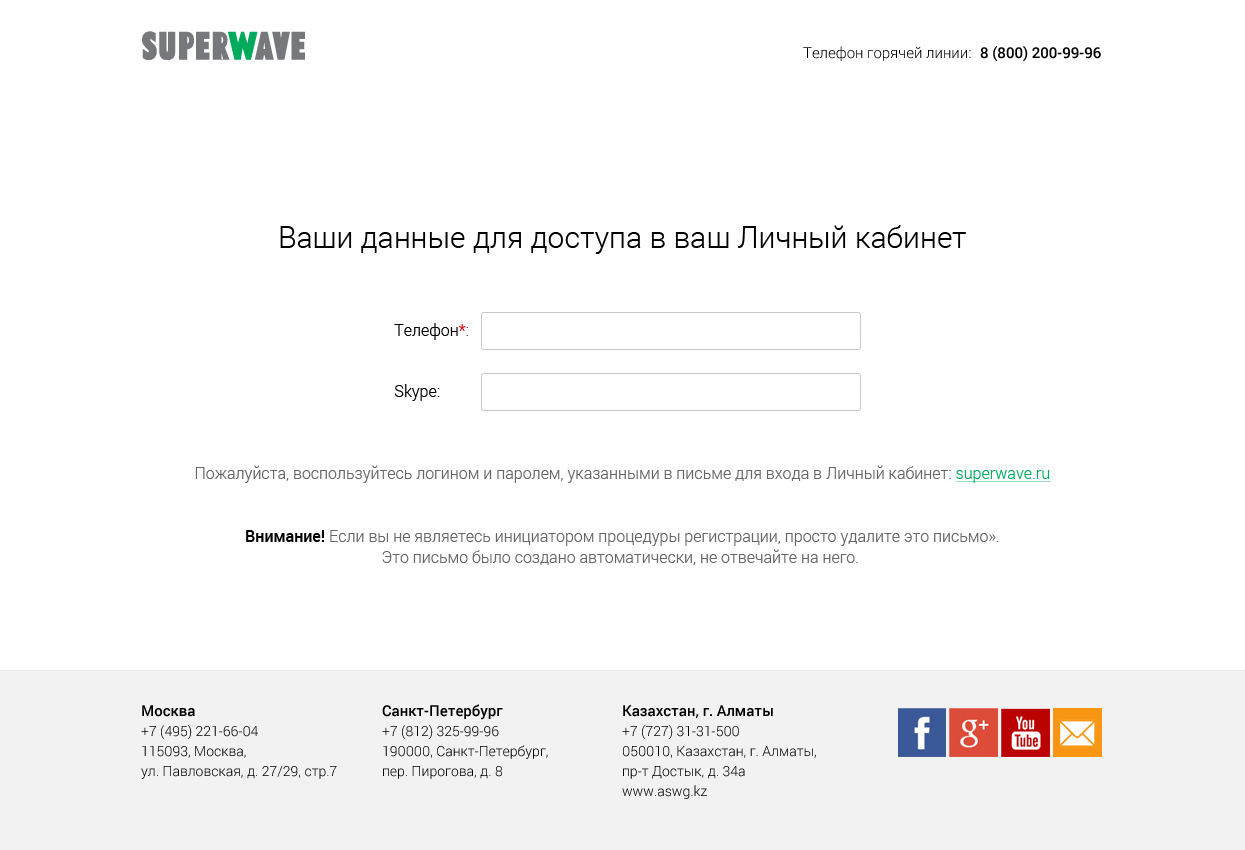 SUPERWAVE
Телефон горячей линии: 8 (800) 200-99-96
Ваши данные для доступа в ваш Личный кабинет
Телефон*:
Skype:
Пожалуйста, воспользуйтесь логином и паролем, указанными в письме для входа в Личный кабинет: superwave.ru
Внимание! Если вы не являетесь инициатором процедуры регистрации, просто удалите это письмо».
Это письмо было создано автоматически, не отвечайте на него.
Москва
+7 (495) 221-66-04
115093, Москва,
ул. Павловская, д. 27/29, стр.7
Санкт-Петербург
+7 (812) 325-99-96
190000, Санкт-Петергбург,
пер. Пирогова, д. 8
Казахстан, г. Алматы
+7 (727) 31-31-500
050010, Казахстан, г. Алматы,
пр-т Достык, д. 34а
www.aswg.kz
f
g+
You
Tube